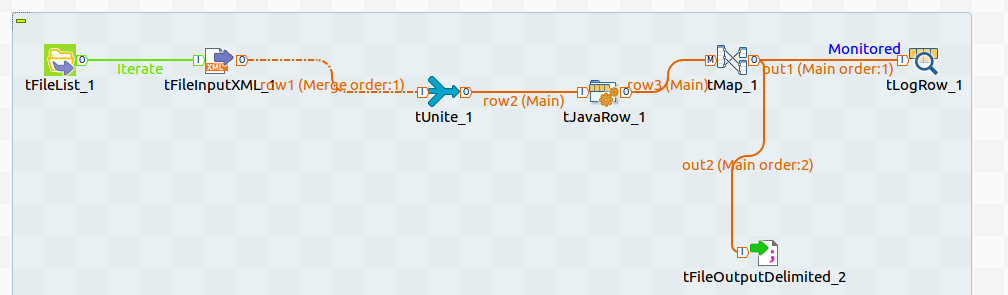 Monitored
Iterate
row1 (Merge order:1)
row2 (Main)
row3 (Main)
out1 (Main order:1)
tFileList_1
tFileInputXML_1
tMap_1
tLogRow_1
tUnite_1
tJavaRow_1
out2 (Main order:2)
tFileOutputDelimited_2